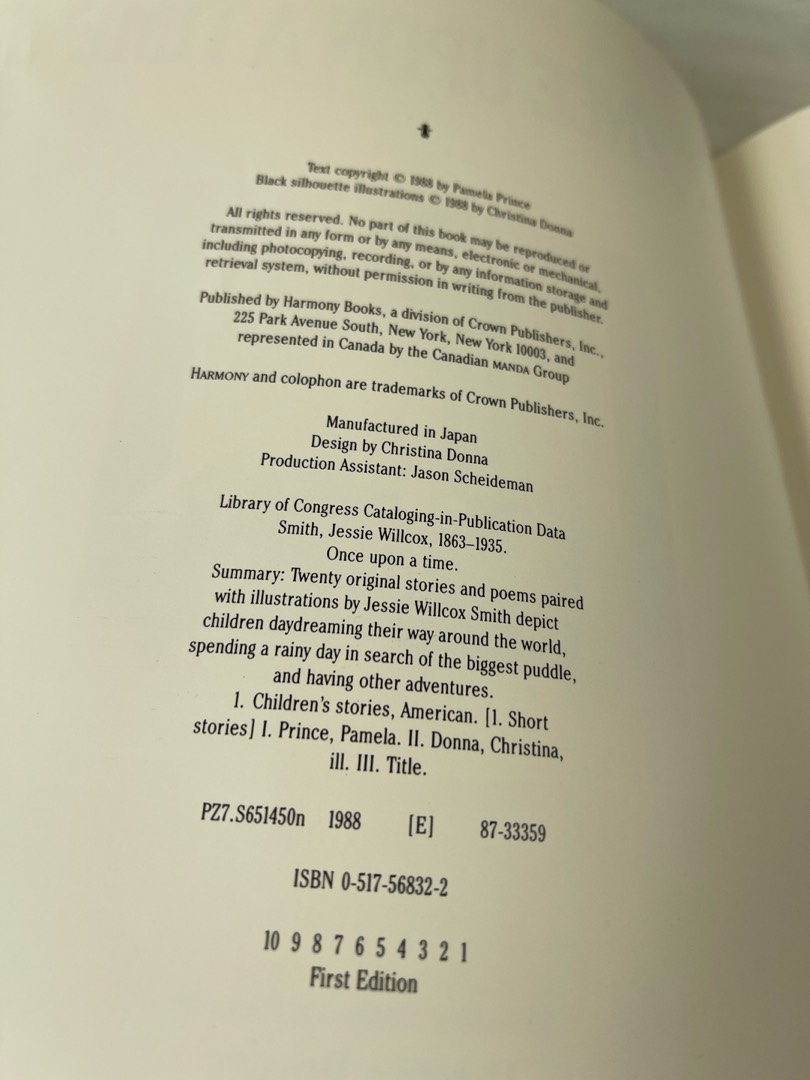 Text copyright © 1988 by Pamela Prince
Black silhouette illustrations © 1988 by Christina Donna
All rights reserved. No part of this book may be reproduced or
transmitted in any form or by any means, electronic or mechanical,
including photocopying, recording, or by any information storage and
retrieval system, without permission in writing from the publisher.
Published by Harmony Books, a division of Crown Publishers, Inc.,
225 Park Avenue South, New York, New York 10003, and
represented in Canada by the Canadian MANDA Group
HARMONY and colophon are trademarks of Crown Publishers, Inc.
Manufactured in Japan
Design by Christina Donna
Production Assistant: Jason Scheideman
Library of Congress Cataloging-in-Publication Data
Smith, Jessie Willcox, 1863–1935.
Once upon a time.
Summary: Twenty original stories and poems paired
with illustrations by Jessie Willcox Smith depict
children daydreaming their way around the world,
spending a rainy day in search of the biggest puddle,
and having other adventures.
1. Children's stories, American. [1. Short
stories] I. Prince, Pamela. II. Donna, Christina,
ill. III. Title.
PZ7.S651450n 1988 [E] 87-33359
ISBN 0-517-56832-2
10 9 8 7 6 5 4 3 2 1
First Edition